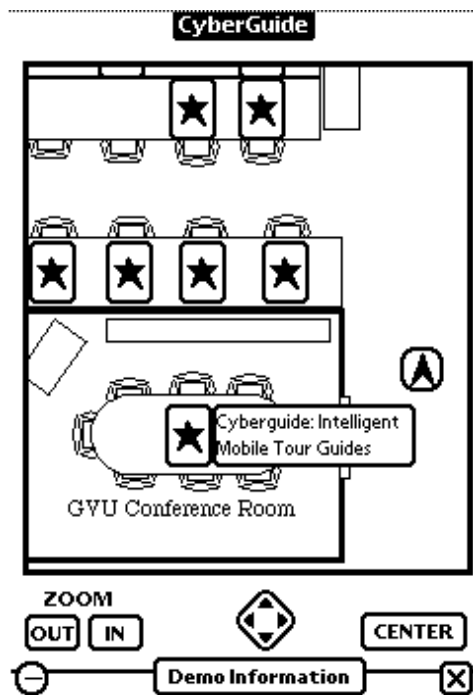 CyberGuide
Cyberguide: Intelligent
Mobile Tour Guides
GVU Conference Room
ZOOM
OUT IN CENTER
Demo Information